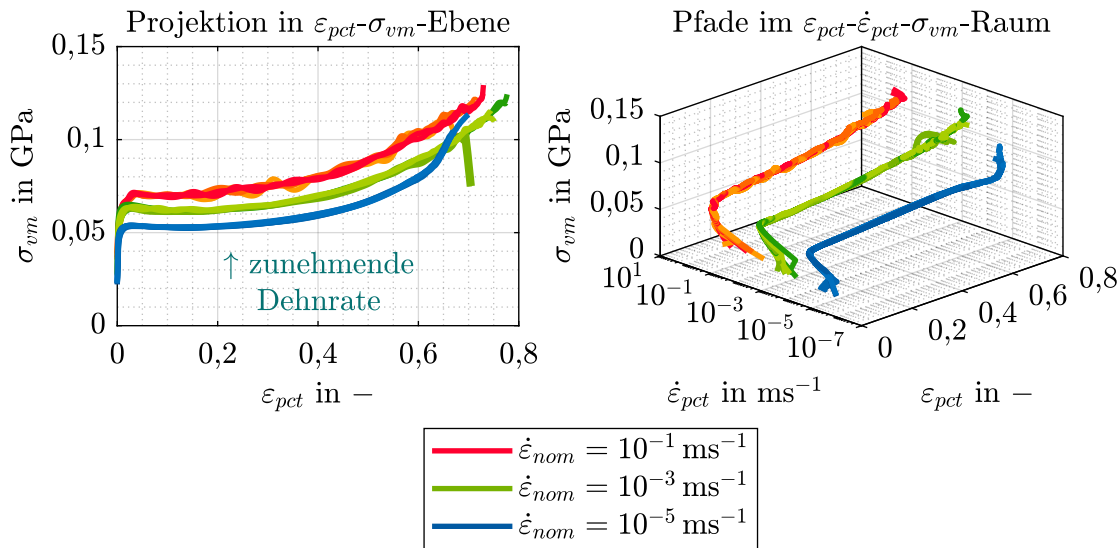 Projektion in ε_pct-σ_vm-Ebene
0,15
0,1
0,05
0
σ_vm in GPa
↑ zunehmende
Dehnrate
0 0,2 0,4 0,6 0,8
ε_pct in −
Pfade im ε_pct-ε̇_pct-σ_vm-Raum
0,15
0,1
0,05
0
σ_vm in GPa
10¹
10⁻¹
10⁻³
10⁻⁵
10⁻⁷
0
0,2
0,4
0,6
0,8
ε̇_pct in ms⁻¹
ε_pct in −
ε̇_nom = 10⁻¹ ms⁻¹
ε̇_nom = 10⁻³ ms⁻¹
ε̇_nom = 10⁻⁵ ms⁻¹